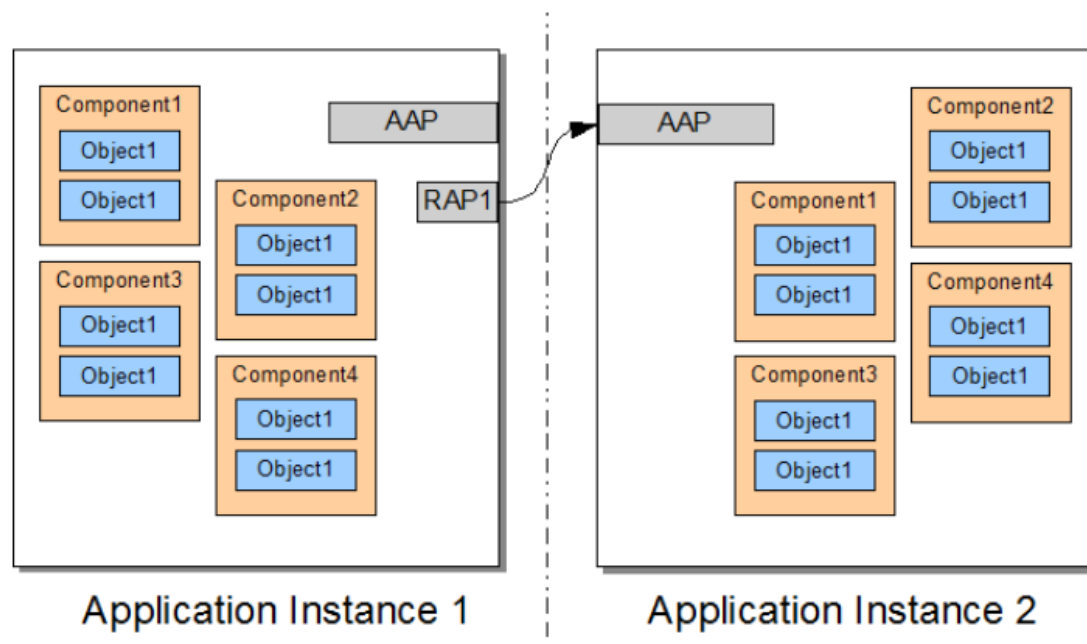 Component1
Object1
Object1
Component3
Object1
Object1
Component2
Object1
Object1
Component4
Object1
Object1
AAP
RAP1
Application Instance 1
AAP
Component1
Object1
Object1
Component3
Object1
Object1
Component2
Object1
Object1
Component4
Object1
Object1
Application Instance 2